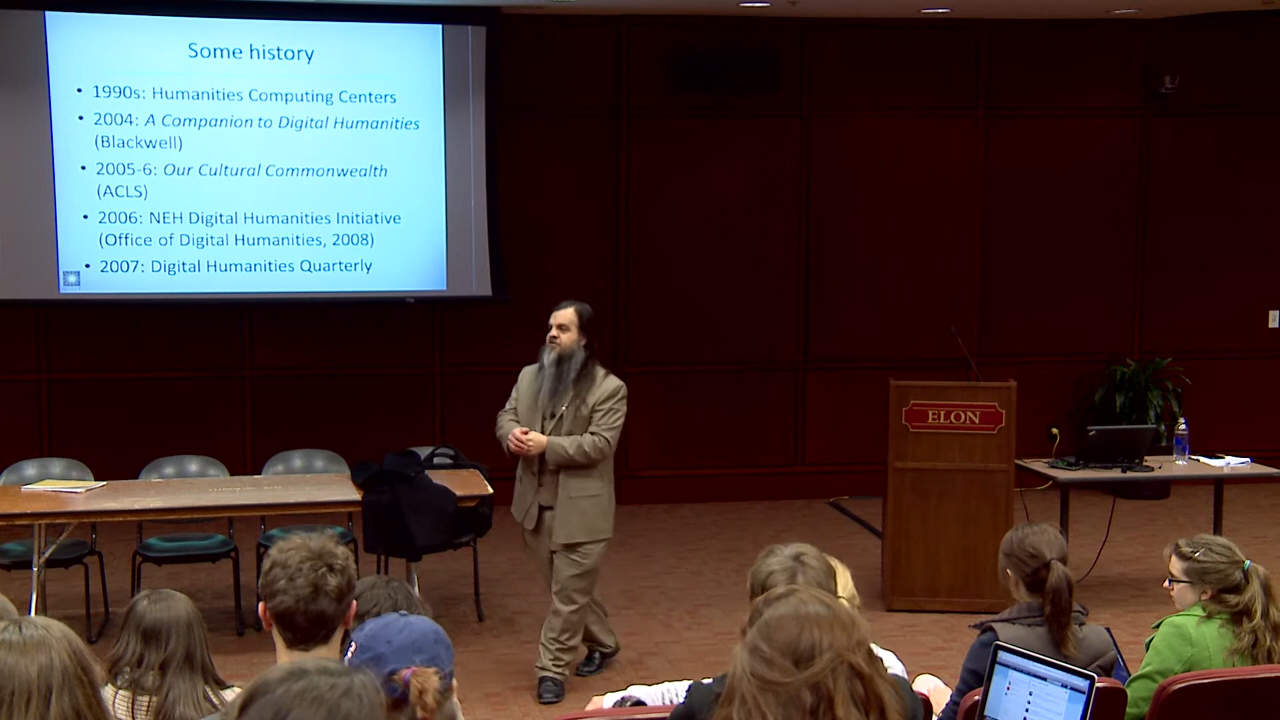 Some history
• 1990s: Humanities Computing Centers
• 2004: A Companion to Digital Humanities
(Blackwell)
• 2005-6: Our Cultural Commonwealth
(ACLS)
• 2006: NEH Digital Humanities Initiative
(Office of Digital Humanities, 2008)
• 2007: Digital Humanities Quarterly
ELON